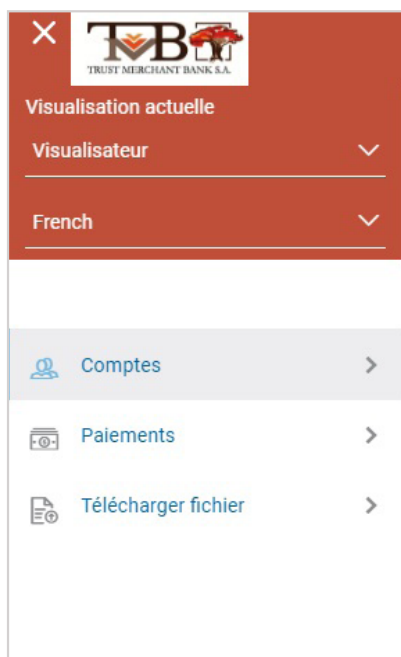 TMB
TRUST MERCHANT BANK S.A.
Visualisation actuelle
Visualisateur
French
Comptes
Paiements
Télécharger fichier